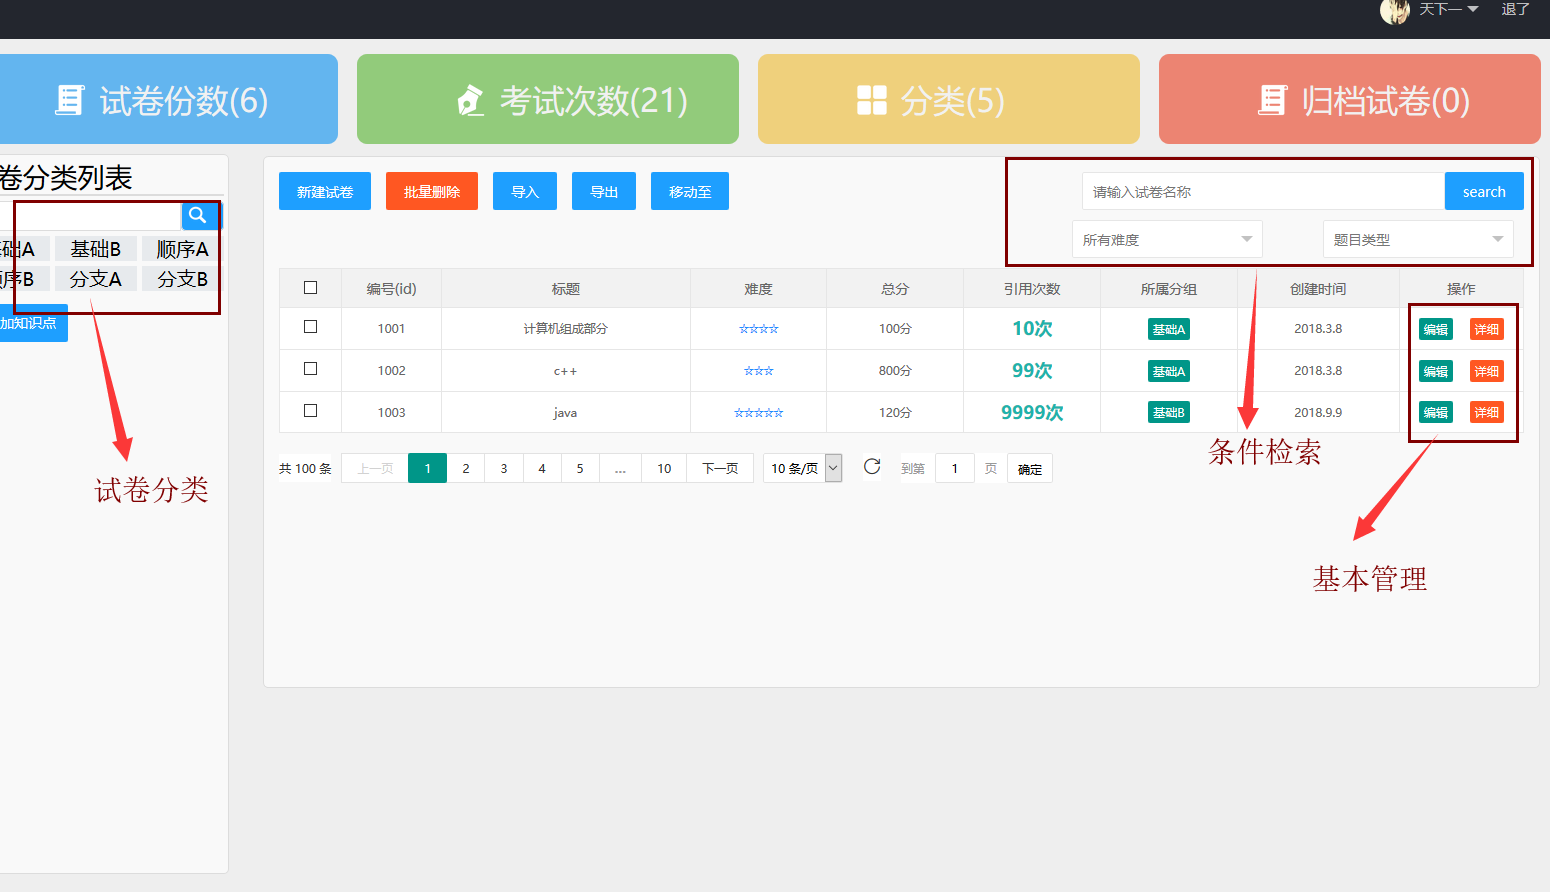 天下一 退了
试卷份数(6) 考试次数(21) 分类(5) 归档试卷(0)
卷分类列表
基础B 顺序A
序B 分支A 分支B
加知识点
试卷分类
新建试卷 批量删除 导入 导出 移动至
请输入试卷名称 search
所有难度 题目类型
编号(id) 标题 难度 总分 引用次数 所属分组 创建时间 操作
1001 计算机组成部分 ☆☆☆☆ 100分 10次 基础A 2018.3.8 编辑 详细
1002 c++ ☆☆☆ 800分 99次 基础A 2018.3.8 编辑 详细
1003 java ☆☆☆☆☆ 120分 9999次 基础B 2018.9.9 编辑 详细
共 100 条 上一页 1 2 3 4 5 ... 10 下一页 10 条/页 到第 1 页 确定
条件检索
基本管理